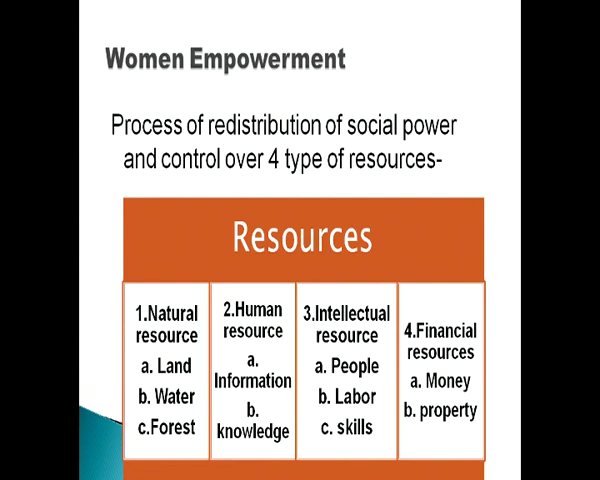 Women Empowerment
Process of redistribution of social power
and control over 4 type of resources-
Resources
1.Natural
resource
a. Land
b. Water
c.Forest
2.Human
resource
a.
Information
b.
knowledge
3.Intellectual
resource
a. People
b. Labor
c. skills
4.Financial
resources
a. Money
b. property